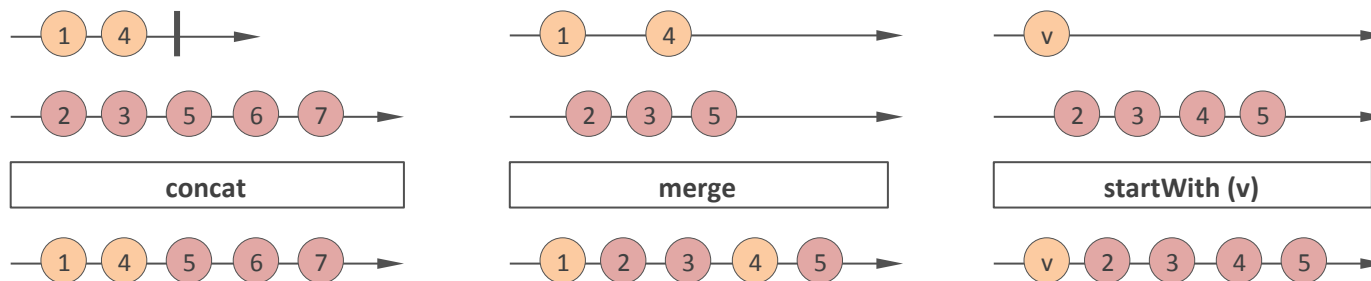 1 4
2 3 5 6 7
concat
1 4 5 6 7
1 4
2 3 5
merge
1 2 3 4 5
v
2 3 4 5
startWith (v)
v 2 3 4 5